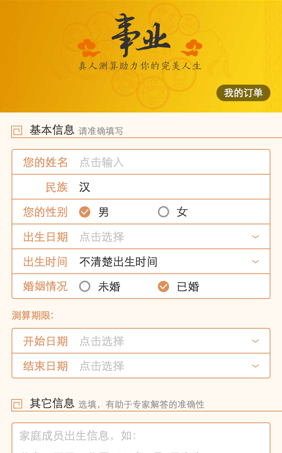 事业
真人测算助力你的完美人生
我的订单
基本信息 请准确填写
您的姓名 点击输入
民族 汉
您的性别 男 女
出生日期 点击选择
出生时间 不清楚出生时间
婚姻情况 未婚 已婚
测算期限：
开始日期 点击选择
结束日期 点击选择
其它信息 选填，有助于专家解答的准确性
家庭成员出生信息，如：